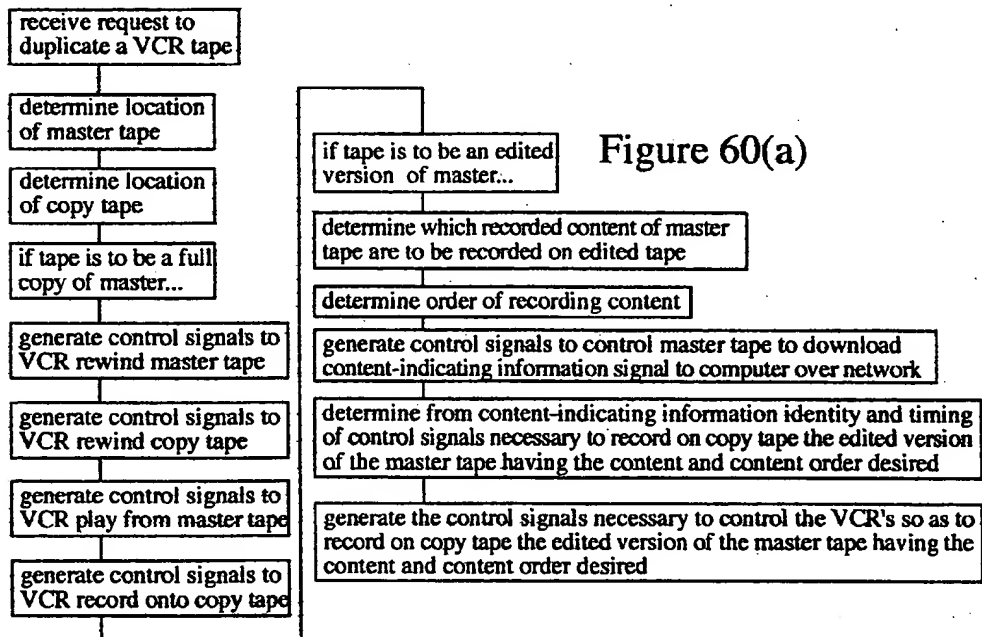 receive request to
duplicate a VCR tape
determine location
of master tape
determine location
of copy tape
if tape is to be a full
copy of master...
generate control signals to
VCR rewind master tape
generate control signals to
VCR rewind copy tape
generate control signals to
VCR play from master tape
generate control signals to
VCR record onto copy tape
Figure 60(a)
if tape is to be an edited
version of master...
determine which recorded content of master
tape are to be recorded on edited tape
determine order of recording content
generate control signals to control master tape to download
content-indicating information signal to computer over network
determine from content-indicating information identity and timing
of control signals necessary to record on copy tape the edited version
of the master tape having the content and content order desired
generate the control signals necessary to control the VCR's so as to
record on copy tape the edited version of the master tape having the
content and content order desired